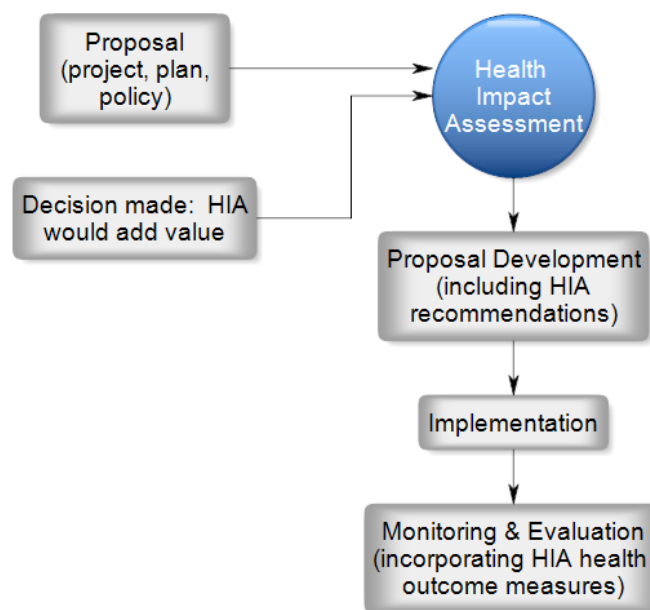 Proposal
(project, plan,
policy)
Health
Impact
Assessment
Decision made:  HIA
would add value
Proposal Development
(including HIA
recommendations)
Implementation
Monitoring & Evaluation
(incorporating HIA health
outcome measures)